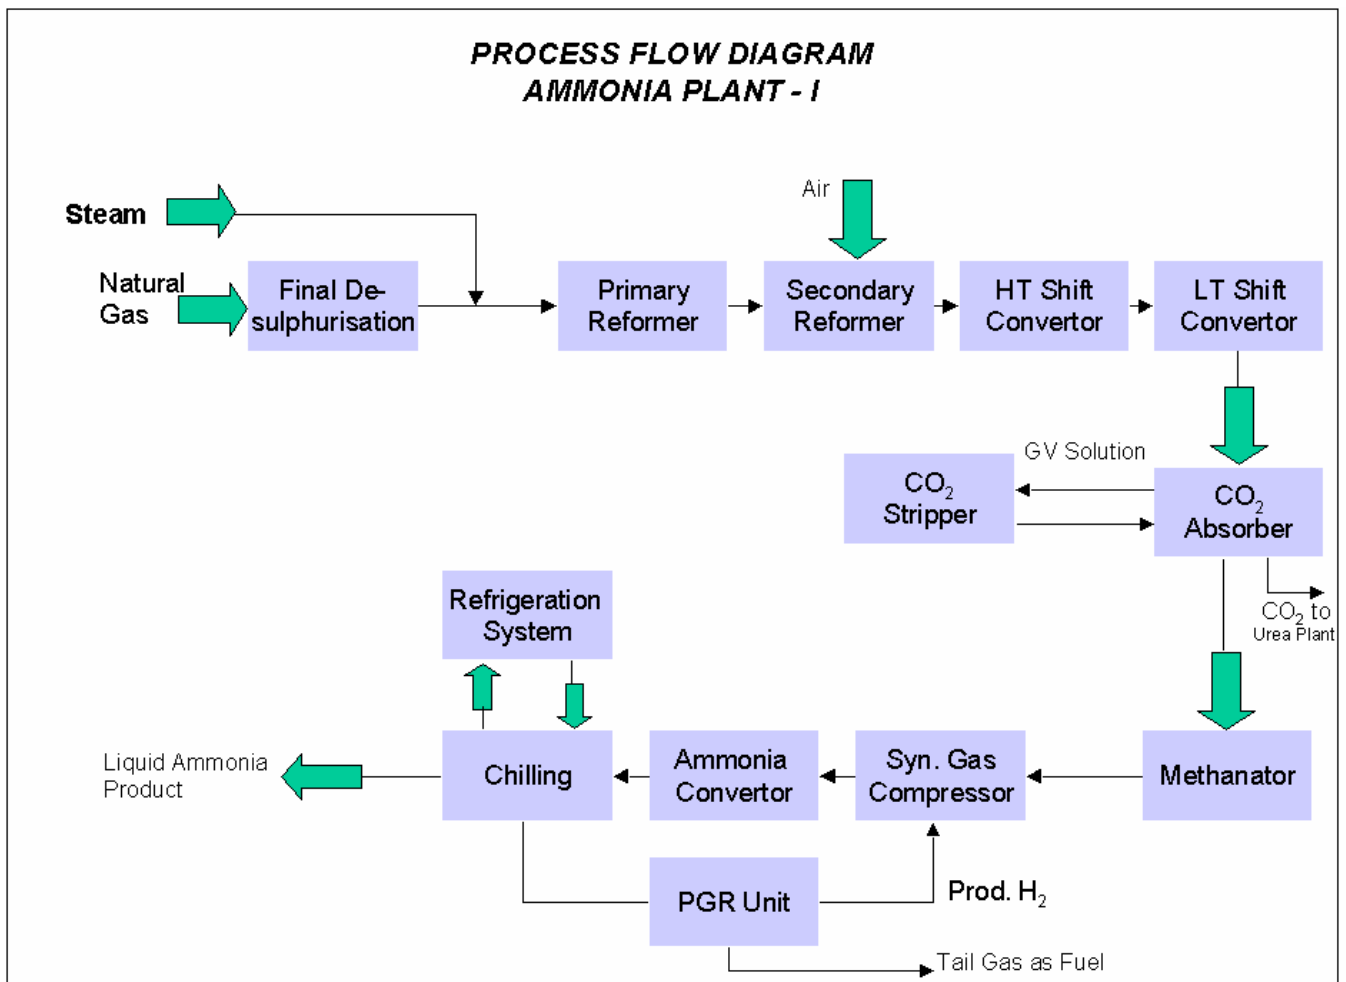 PROCESS FLOW DIAGRAM
AMMONIA PLANT - I
Air
Steam
Natural
Gas
Final De-
sulphurisation
Primary
Reformer
Secondary
Reformer
HT Shift
Convertor
LT Shift
Convertor
GV Solution
CO₂
Stripper
CO₂
Absorber
CO₂ to
Urea Plant
Refrigeration
System
Liquid Ammonia
Product
Chilling
Ammonia
Convertor
Syn. Gas
Compressor
Methanator
PGR Unit
Prod. H₂
Tail Gas as Fuel